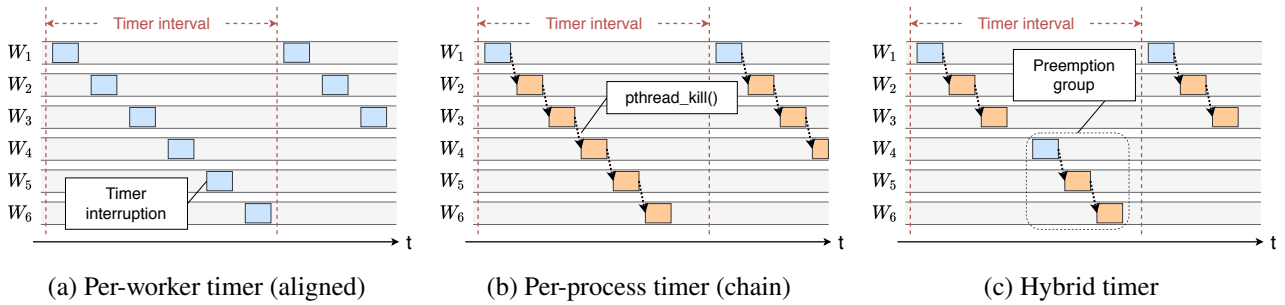 Timer interval
W1
W2
W3
W4
W5
W6
Timer
interruption
t
(a) Per-worker timer (aligned)
Timer interval
W1
W2
W3
W4
W5
W6
pthread_kill()
t
(b) Per-process timer (chain)
Timer interval
W1
W2
W3
W4
W5
W6
Preemption
group
t
(c) Hybrid timer